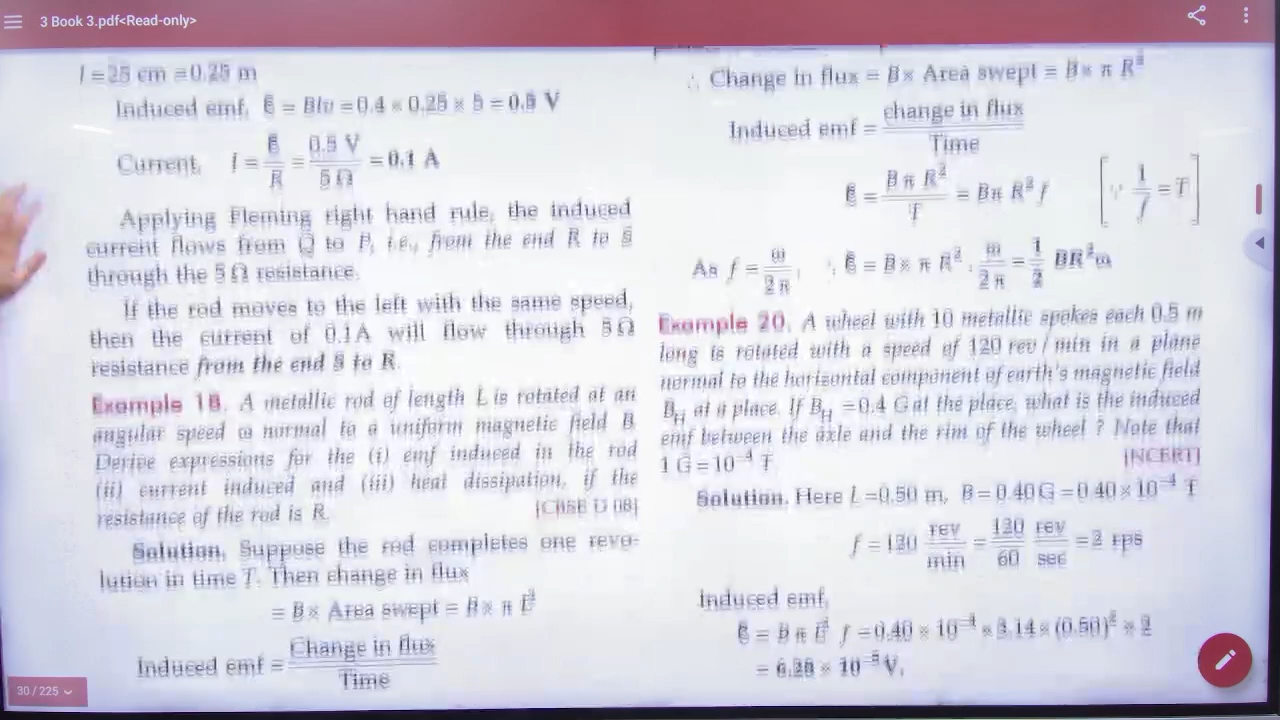 3 Book 3.pdf<Read-only>
l = 25 cm = 0.25 m
Induced emf, ℰ = Blv = 0.4 × 0.25 × 5 = 0.5 V
Current, I = ℰ/R = 0.5 V / 5 Ω = 0.1 A
Applying Fleming right hand rule, the induced
current flows from Q to P, i.e., from the end R to S
through the 5 Ω resistance.
If the rod moves to the left with the same speed,
then the current of 0.1A will flow through 5 Ω
resistance from the end S to R.
Example 18. A metallic rod of length L is rotated at an
angular speed ω normal to a uniform magnetic field B.
Derive expressions for the (i) emf induced in the rod
(ii) current induced and (iii) heat dissipation, if the
resistance of the rod is R. [CBSE D 08]
Solution. Suppose the rod completes one revo-
lution in time T. Then change in flux
= B × Area swept = B × π L²
Induced emf = Change in flux / Time
30 / 225
∴ Change in flux = B × Area swept = B × π R²
Induced emf = change in flux / Time
ℰ = B π R² / T = Bπ R² f [∵ 1/f = T]
As f = ω/2π, ∴ ℰ = B × π R² . ω/2π = 1/2 BR²ω
Example 20. A wheel with 10 metallic spokes each 0.5 m
long is rotated with a speed of 120 rev/min in a plane
normal to the horizontal component of earth's magnetic field
B_H at a place. If B_H = 0.4 G at the place, what is the induced
emf between the axle and the rim of the wheel ? Note that
1 G = 10⁻⁴ T [NCERT]
Solution. Here L = 0.50 m, B = 0.40 G = 0.40 × 10⁻⁴ T
f = 120 rev/min = 120/60 rev/sec = 2 rps
Induced emf,
ℰ = B π L² f = 0.40 × 10⁻⁴ × 3.14 × (0.50)² × 2
= 6.28 × 10⁻⁵ V.